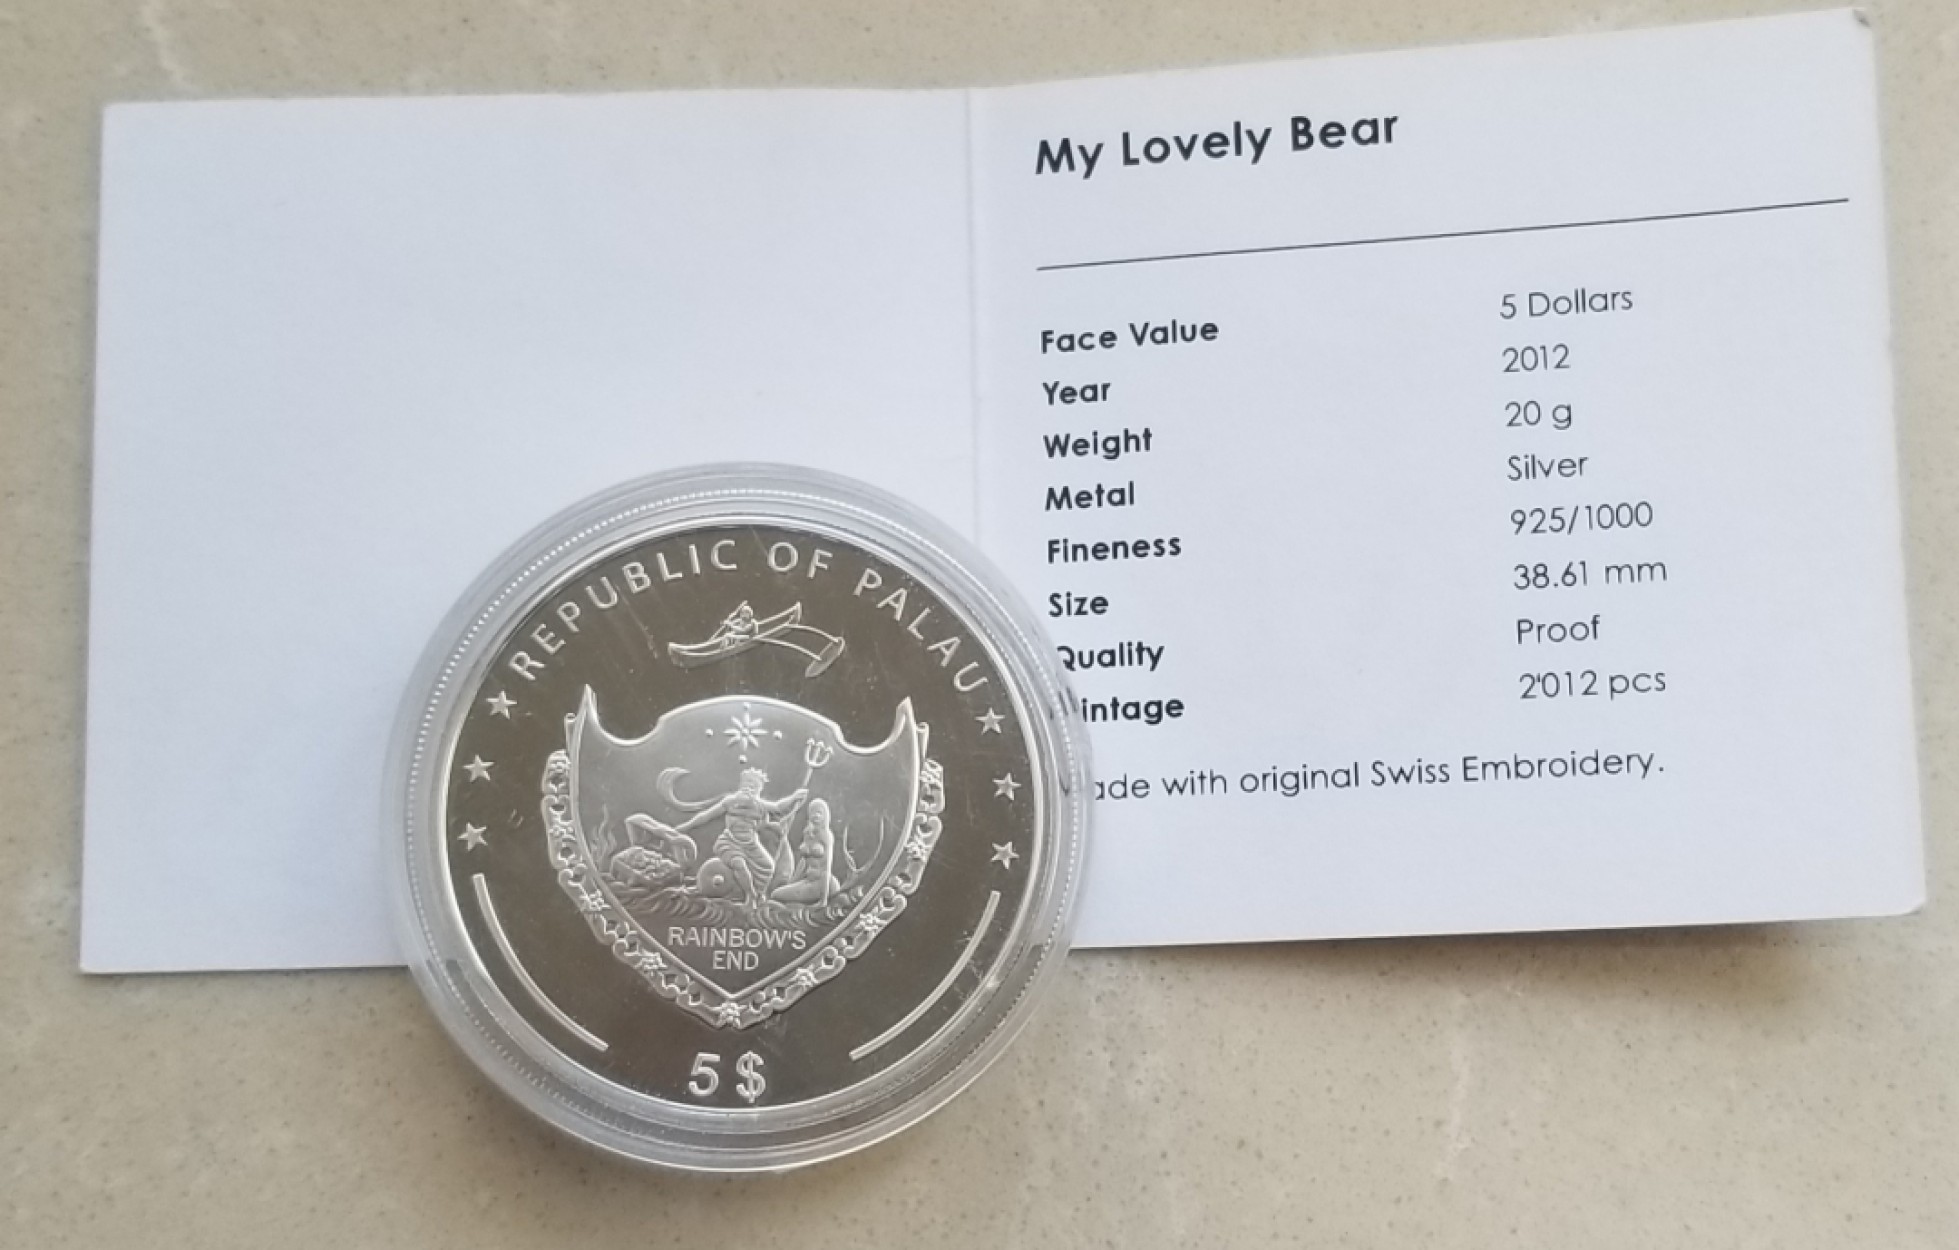 My Lovely Bear
Face Value 5 Dollars
Year 2012
Weight 20 g
Metal Silver
Fineness 925/1000
Size 38.61 mm
Quality Proof
intage 2'012 pcs
ade with original Swiss Embroidery.
REPUBLIC OF PALAU
RAINBOW'S
END
5 $